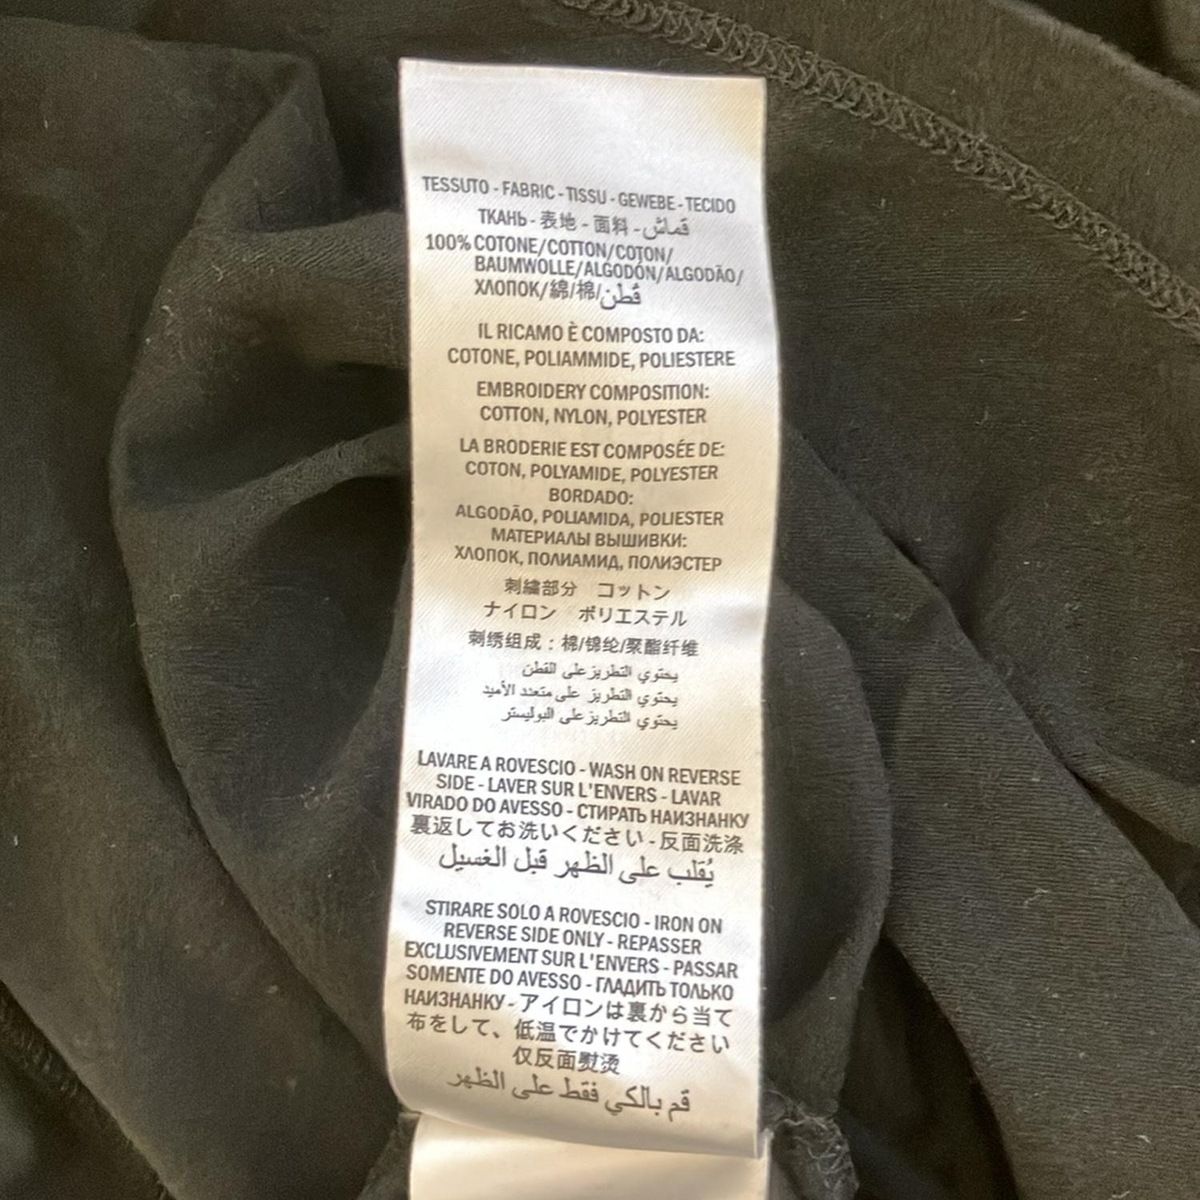 TESSUTO - FABRIC - TISSU - GEWEBE - TECIDO
ТКАНЬ - 表地 - 面料 - قماش
100% COTONE/COTTON/COTON/
BAUMWOLLE/ALGODÓN/ALGODÃO/
ХЛОПОК/綿/棉/قُطن
IL RICAMO È COMPOSTO DA:
COTONE, POLIAMMIDE, POLIESTERE
EMBROIDERY COMPOSITION:
COTTON, NYLON, POLYESTER
LA BRODERIE EST COMPOSÉE DE:
COTON, POLYAMIDE, POLYESTER
BORDADO:
ALGODÃO, POLIAMIDA, POLIESTER
МАТЕРИАЛЫ ВЫШИВКИ:
ХЛОПОК, ПОЛИАМИД, ПОЛИЭСТЕР
刺繍部分 コットン
ナイロン ポリエステル
刺绣组成：棉/锦纶/聚酯纤维
يحتوي التطريز على القطن
يحتوي التطريز على متعدد الأميد
يحتوي التطريز على البوليستر
LAVARE A ROVESCIO - WASH ON REVERSE
SIDE - LAVER SUR L'ENVERS - LAVAR
VIRADO DO AVESSO - СТИРАТЬ НАИЗНАНКУ
裏返してお洗いください - 反面洗涤
يُقلب على الظهر قبل الغسيل
STIRARE SOLO A ROVESCIO - IRON ON
REVERSE SIDE ONLY - REPASSER
EXCLUSIVEMENT SUR L'ENVERS - PASSAR
SOMENTE DO AVESSO - ГЛАДИТЬ ТОЛЬКО
НАИЗНАНКУ - アイロンは裏から当て
布をして、低温でかけてください
仅反面熨烫
قم بالكي فقط على الظهر